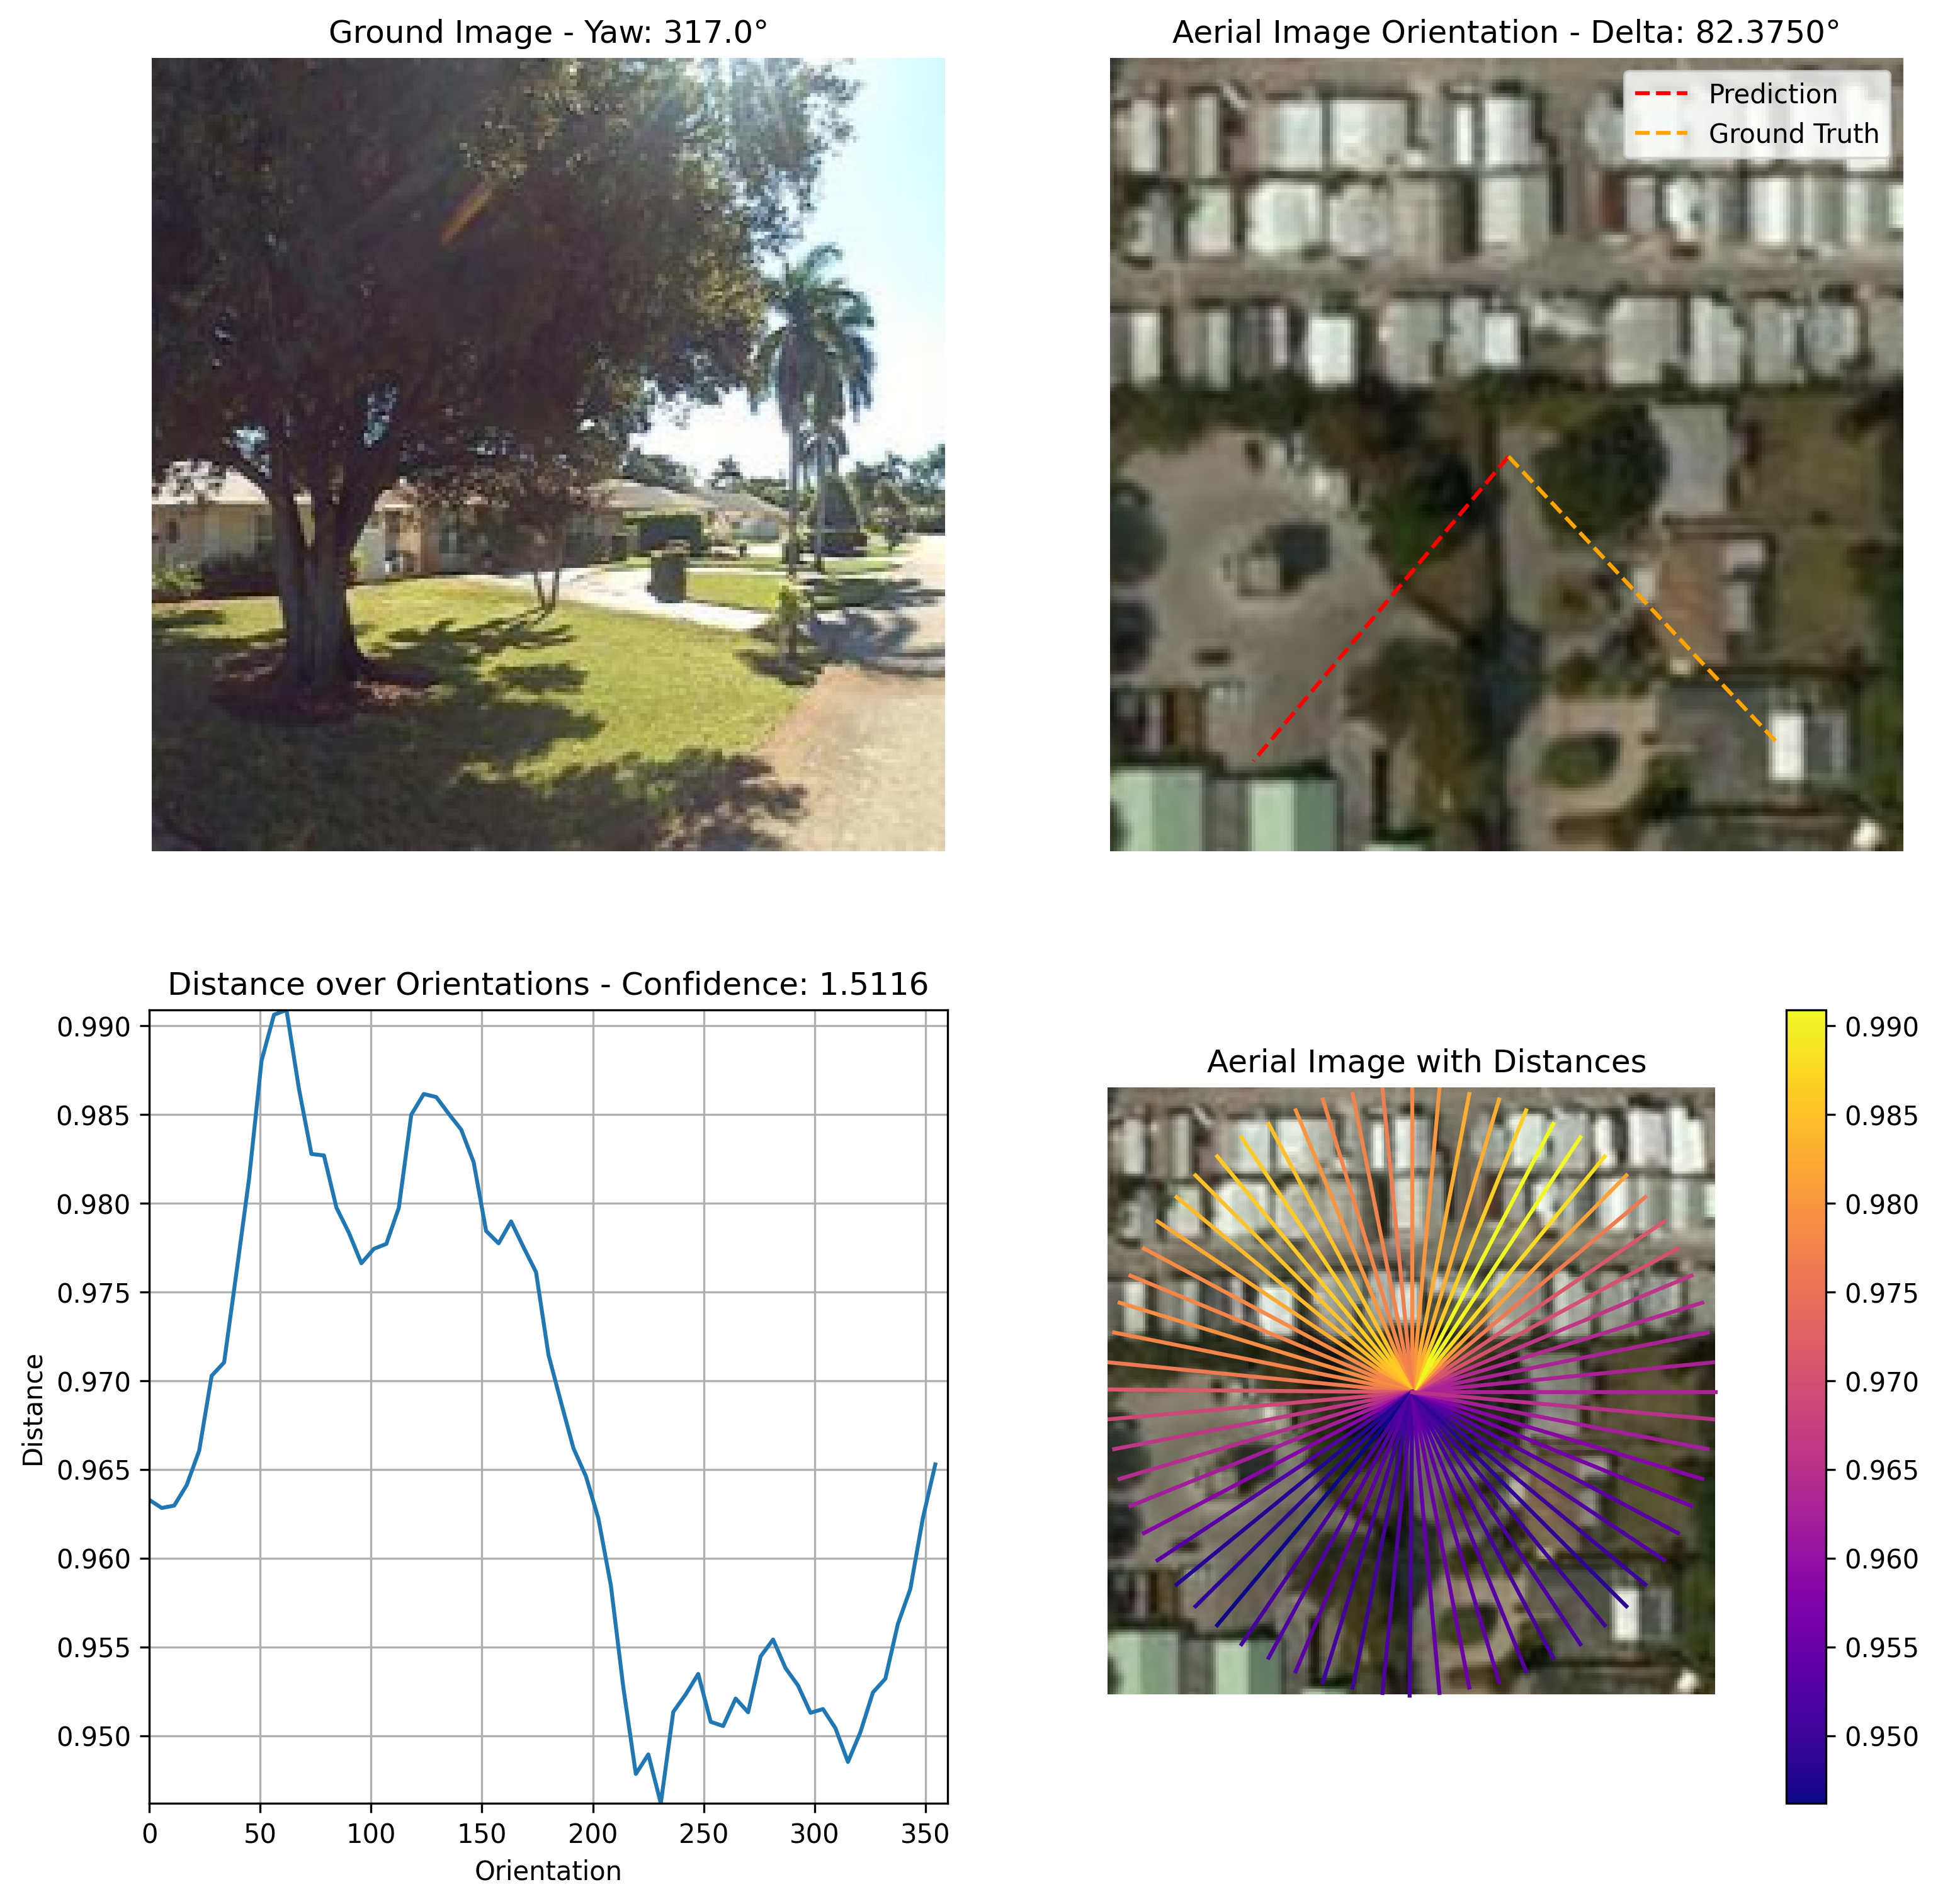 Ground Image - Yaw: 317.0°
Aerial Image Orientation - Delta: 82.3750°
Prediction
Ground Truth
Distance over Orientations - Confidence: 1.5116
0.990
0.985
0.980
0.975
0.970
0.965
0.960
0.955
0.950
Distance
0 50 100 150 200 250 300 350
Orientation
Aerial Image with Distances
0.990
0.985
0.980
0.975
0.970
0.965
0.960
0.955
0.950